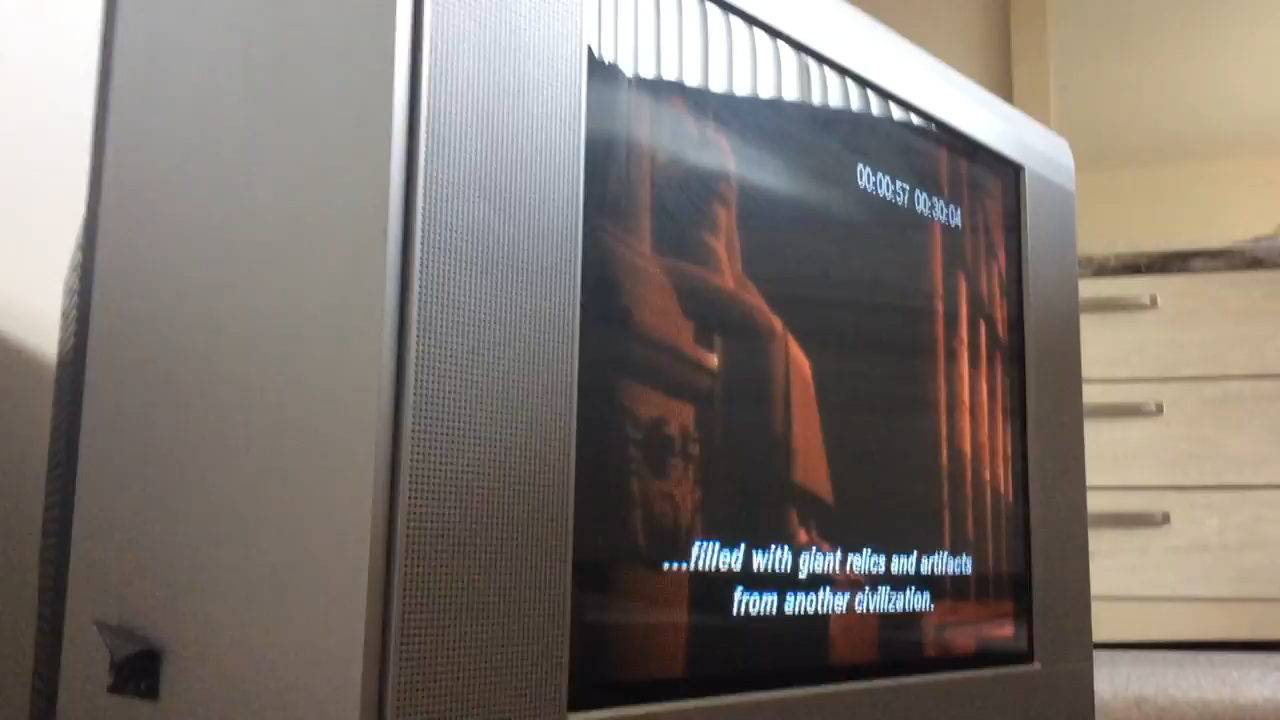 00:00:57 00:30:04
...filled with giant relics and artifacts
from another civilization.